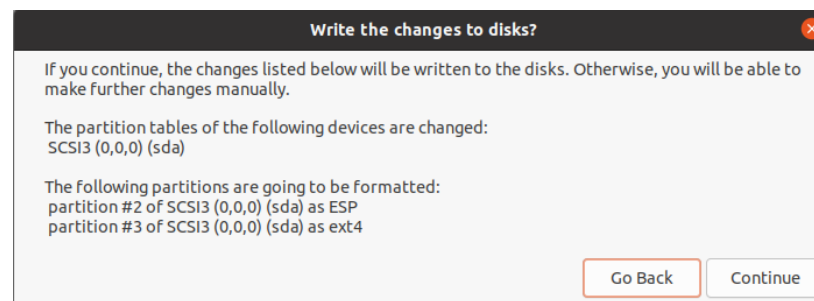 Write the changes to disks?
If you continue, the changes listed below will be written to the disks. Otherwise, you will be able to
make further changes manually.
The partition tables of the following devices are changed:
SCSI3 (0,0,0) (sda)
The following partitions are going to be formatted:
partition #2 of SCSI3 (0,0,0) (sda) as ESP
partition #3 of SCSI3 (0,0,0) (sda) as ext4
Go Back Continue